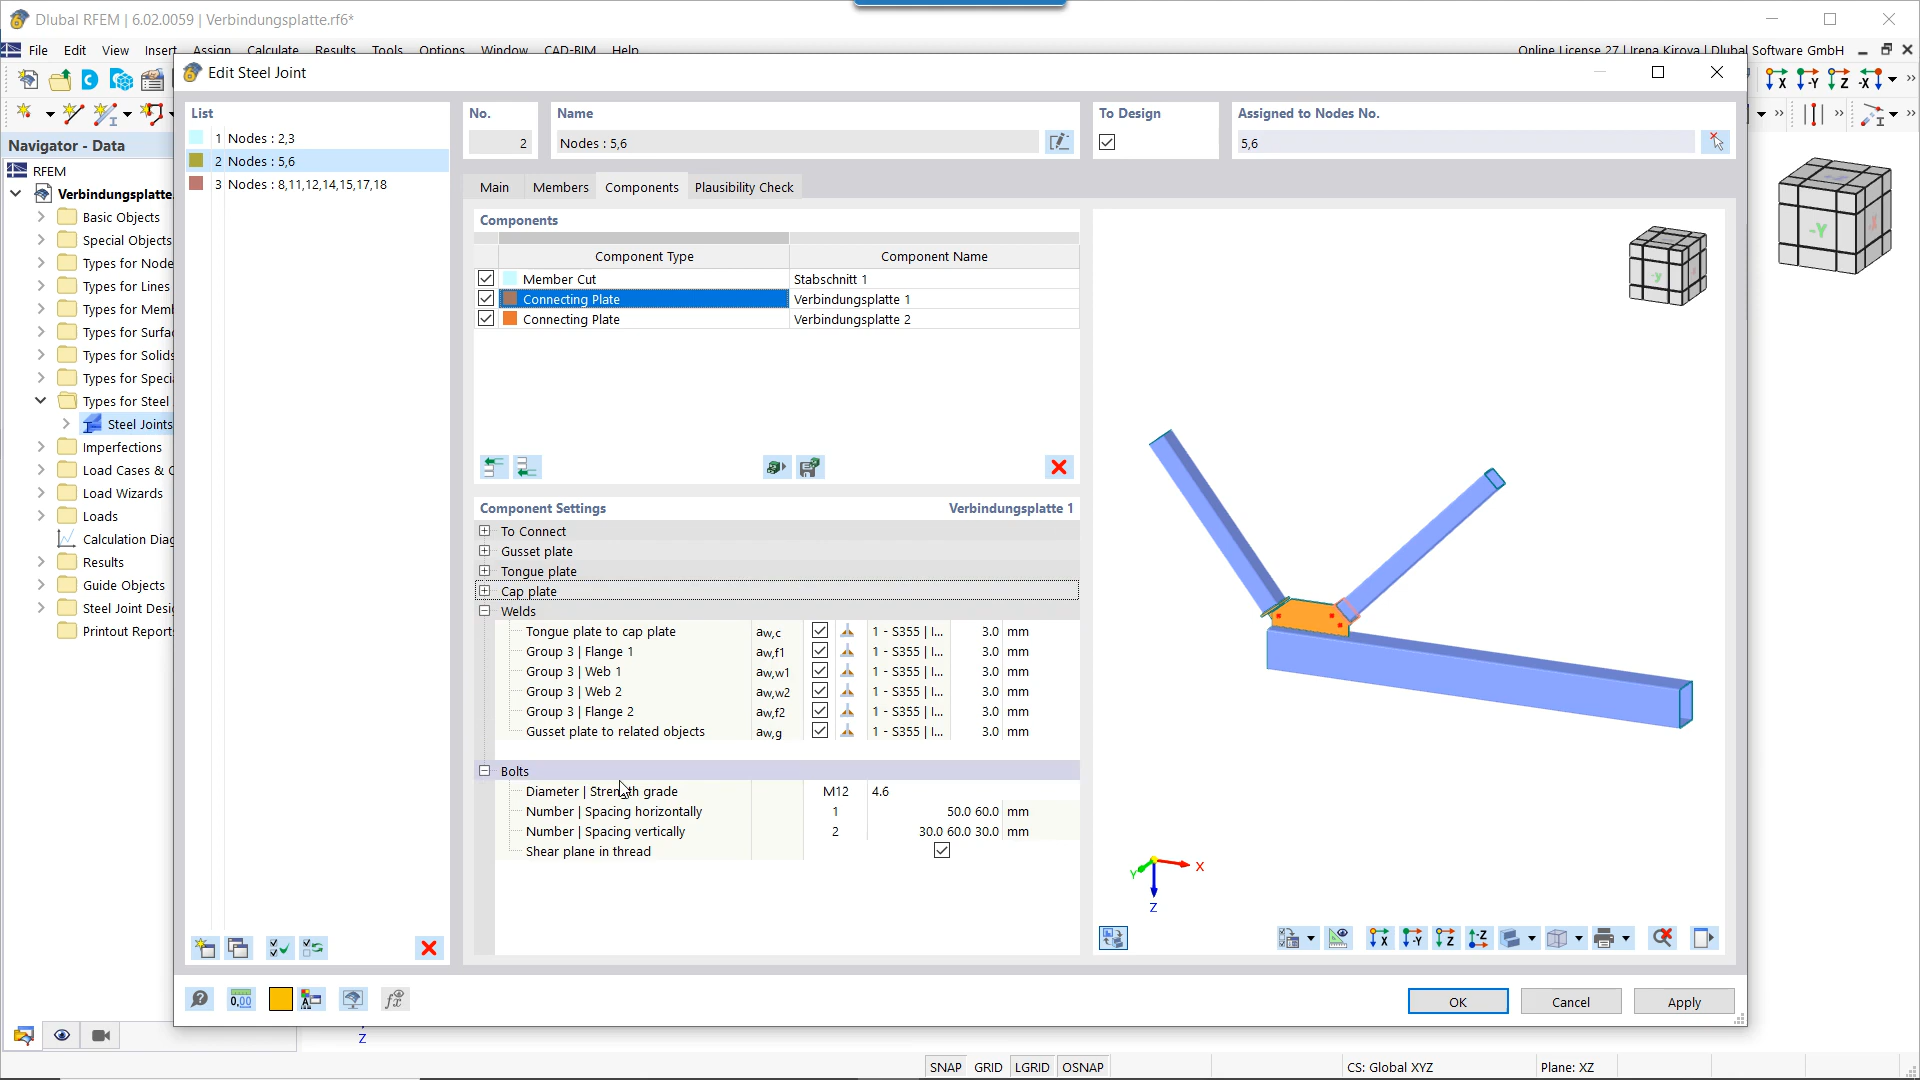 Dlubal RFEM | 6.02.0059 | Verbindungsplatte.rf6*
File Edit View Insert Assign Calculate Results Tools Options Window CAD-BIM Help
Online License 27 | Irena Kirova | Dlubal Software GmbH
Edit Steel Joint
Navigator - Data
RFEM
Verbindungsplatte
Basic Objects
Special Objects
Types for Node
Types for Lines
Types for Mem
Types for Surfa
Types for Solids
Types for Speci
Types for Steel
Steel Joints
Imperfections
Load Cases & C
Load Wizards
Loads
Calculation Diag
Results
Guide Objects
Steel Joint Desi
Printout Report
List
1 Nodes : 2,3
2 Nodes : 5,6
3 Nodes : 8,11,12,14,15,17,18
No.
2
Name
Nodes : 5,6
To Design
Assigned to Nodes No.
5,6
Main Members Components Plausibility Check
Components
Component Type Component Name
Member Cut Stabschnitt 1
Connecting Plate Verbindungsplatte 1
Connecting Plate Verbindungsplatte 2
Component Settings Verbindungsplatte 1
To Connect
Gusset plate
Tongue plate
Cap plate
Welds
Tongue plate to cap plate aw,c 1 - S355 | I... 3.0 mm
Group 3 | Flange 1 aw,f1 1 - S355 | I... 3.0 mm
Group 3 | Web 1 aw,w1 1 - S355 | I... 3.0 mm
Group 3 | Web 2 aw,w2 1 - S355 | I... 3.0 mm
Group 3 | Flange 2 aw,f2 1 - S355 | I... 3.0 mm
Gusset plate to related objects aw,g 1 - S355 | I... 3.0 mm
Bolts
Diameter | Strength grade M12 4.6
Number | Spacing horizontally 1 50.0 60.0 mm
Number | Spacing vertically 2 30.0 60.0 30.0 mm
Shear plane in thread
-Y
-y
X
Y
Z
OK Cancel Apply
Z
SNAP GRID LGRID OSNAP CS: Global XYZ Plane: XZ